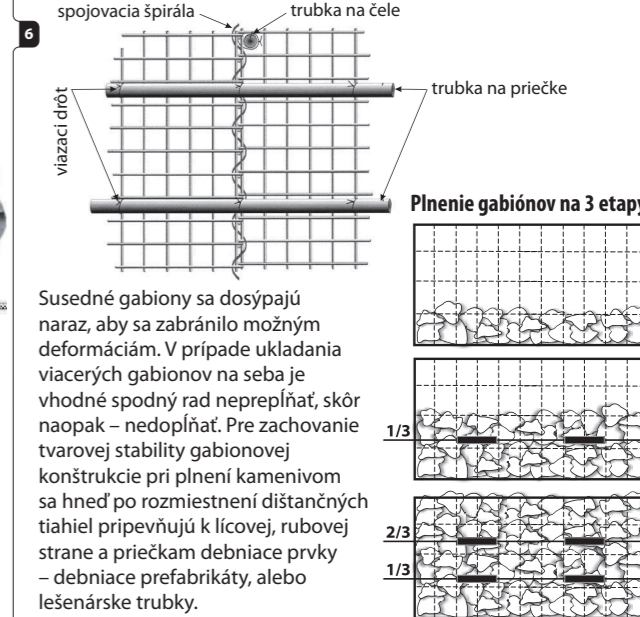 6
spojovacia špirála
trubka na čele
viazaci drôt
trubka na priečke
Susedné gabiony sa dosýpajú
naraz, aby sa zabránilo možným
deformáciám. V prípade ukladania
viacerých gabionov na seba je
vhodné spodný rad neprepĺňať, skôr
naopak – nedopĺňať. Pre zachovanie
tvarovej stability gabionovej
konštrukcie pri plnení kamenivom
sa hneď po rozmiestnení dištančných
tiahiel pripevňujú k lícovej, rubovej
strane a priečkam debniace prvky
– debniace prefabrikáty, alebo
lešenárske trubky.
Plnenie gabiónov na 3 etapy
1/3
2/3
1/3